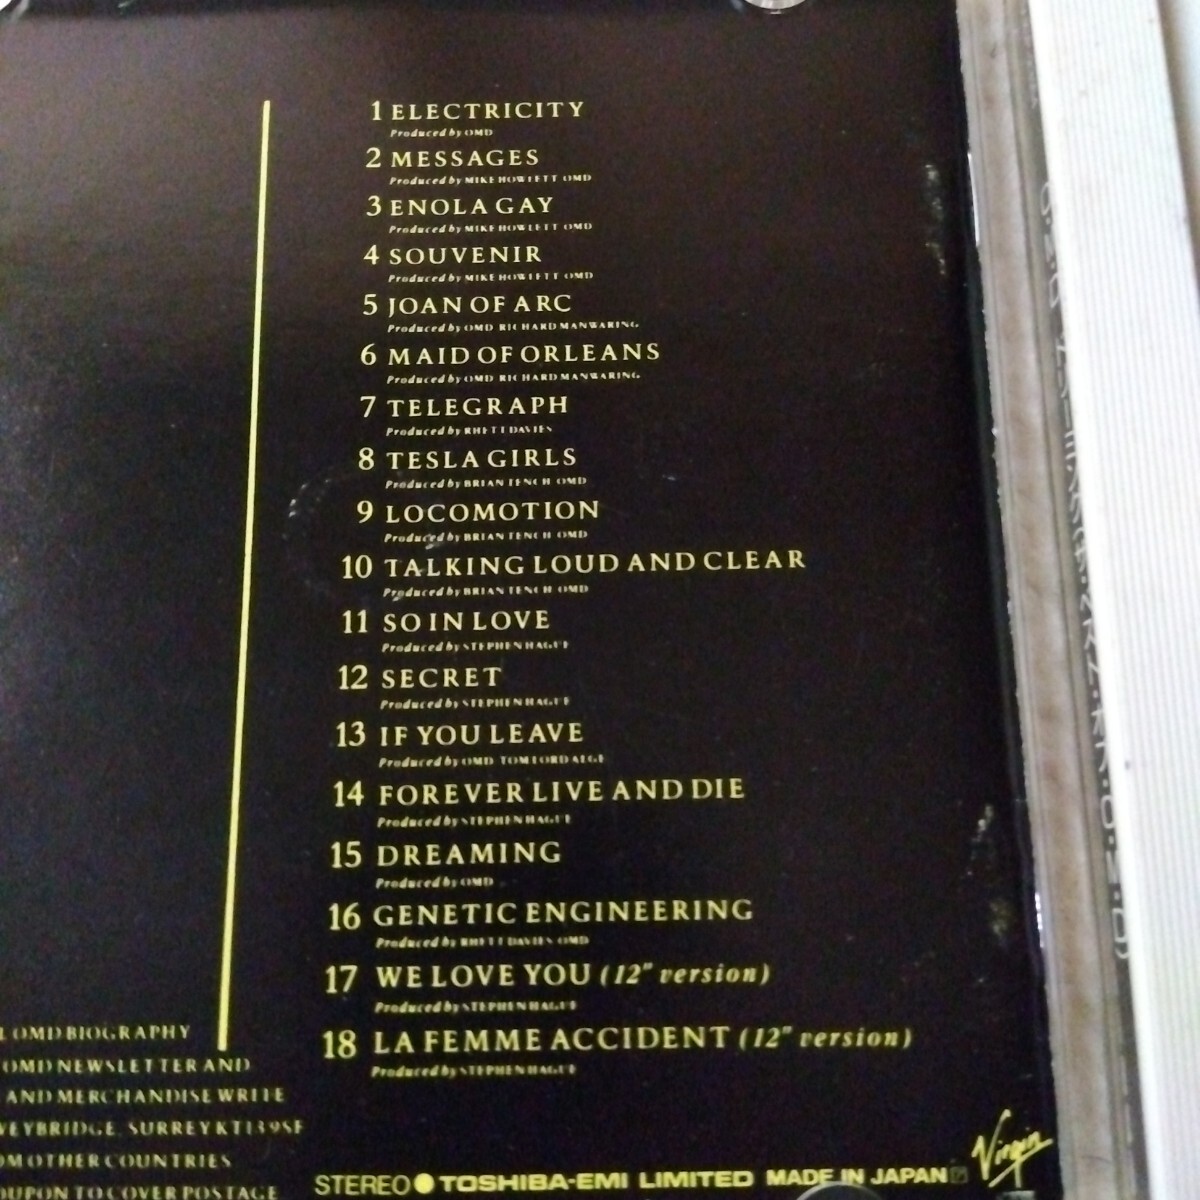 1 ELECTRICITY
Produced by OMD
2 MESSAGES
Produced by MIKE HOWLETT OMD
3 ENOLA GAY
Produced by MIKE HOWLETT OMD
4 SOUVENIR
Produced by MIKE HOWLETT OMD
5 JOAN OF ARC
Produced by OMD RICHARD MANWARING
6 MAID OF ORLEANS
Produced by OMD RICHARD MANWARING
7 TELEGRAPH
Produced by RHETT DAVIES
8 TESLA GIRLS
Produced by BRIAN TENCH OMD
9 LOCOMOTION
Produced by BRIAN TENCH OMD
10 TALKING LOUD AND CLEAR
Produced by BRIAN TENCH OMD
11 SO IN LOVE
Produced by STEPHEN HAGUE
12 SECRET
Produced by STEPHEN HAGUE
13 IF YOU LEAVE
Produced by OMD TOM LORD ALGE
14 FOREVER LIVE AND DIE
Produced by STEPHEN HAGUE
15 DREAMING
Produced by OMD
16 GENETIC ENGINEERING
Produced by RHETT DAVIES OMD
17 WE LOVE YOU (12" version)
Produced by STEPHEN HAGUE
18 LA FEMME ACCIDENT (12" version)
Produced by STEPHEN HAGUE
OMD BIOGRAPHY
OMD NEWSLETTER AND
AND MERCHANDISE WRITE
WEYBRIDGE, SURREY KT13 9SF
OM OTHER COUNTRIES
OUPON TO COVER POSTAGE
STEREO ● TOSHIBA-EMI LIMITED MADE IN JAPAN
Virgin